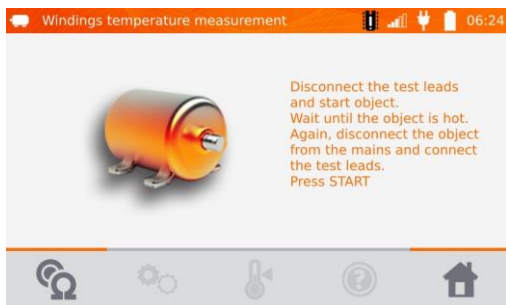 Windings temperature measurement 06:24
Disconnect the test leads
and start object.
Wait until the object is hot.
Again, disconnect the object
from the mains and connect
the test leads.
Press START
Ω
?